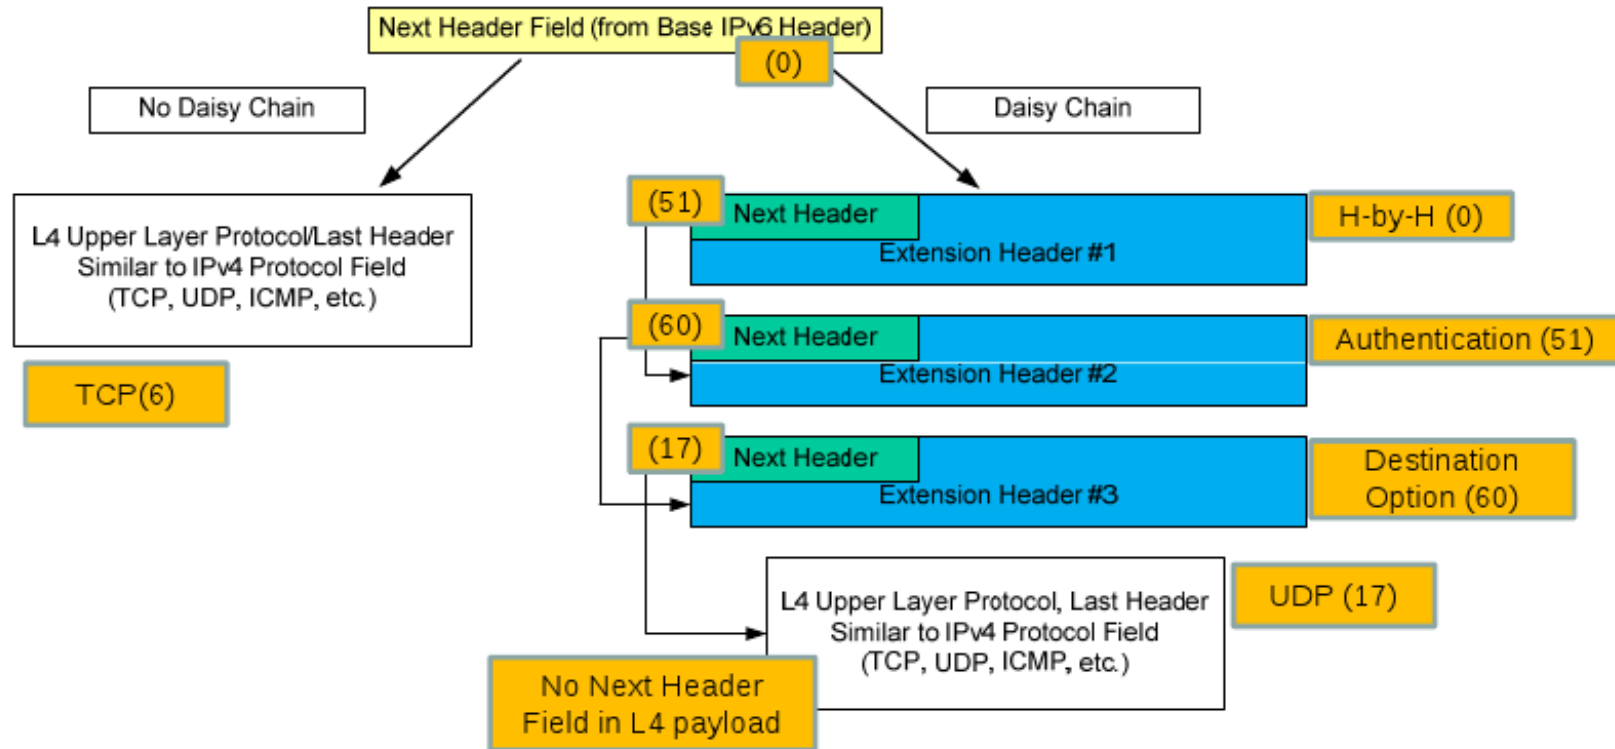 Next Header Field (from Base IPv6 Header)
(0)
No Daisy Chain
Daisy Chain
L4 Upper Layer Protocol/Last Header
Similar to IPv4 Protocol Field
(TCP, UDP, ICMP, etc.)
TCP(6)
(51)
Next Header
Extension Header #1
H-by-H (0)
(60)
Next Header
Extension Header #2
Authentication (51)
(17)
Next Header
Extension Header #3
Destination
Option (60)
L4 Upper Layer Protocol, Last Header
Similar to IPv4 Protocol Field
(TCP, UDP, ICMP, etc.)
UDP (17)
No Next Header
Field in L4 payload